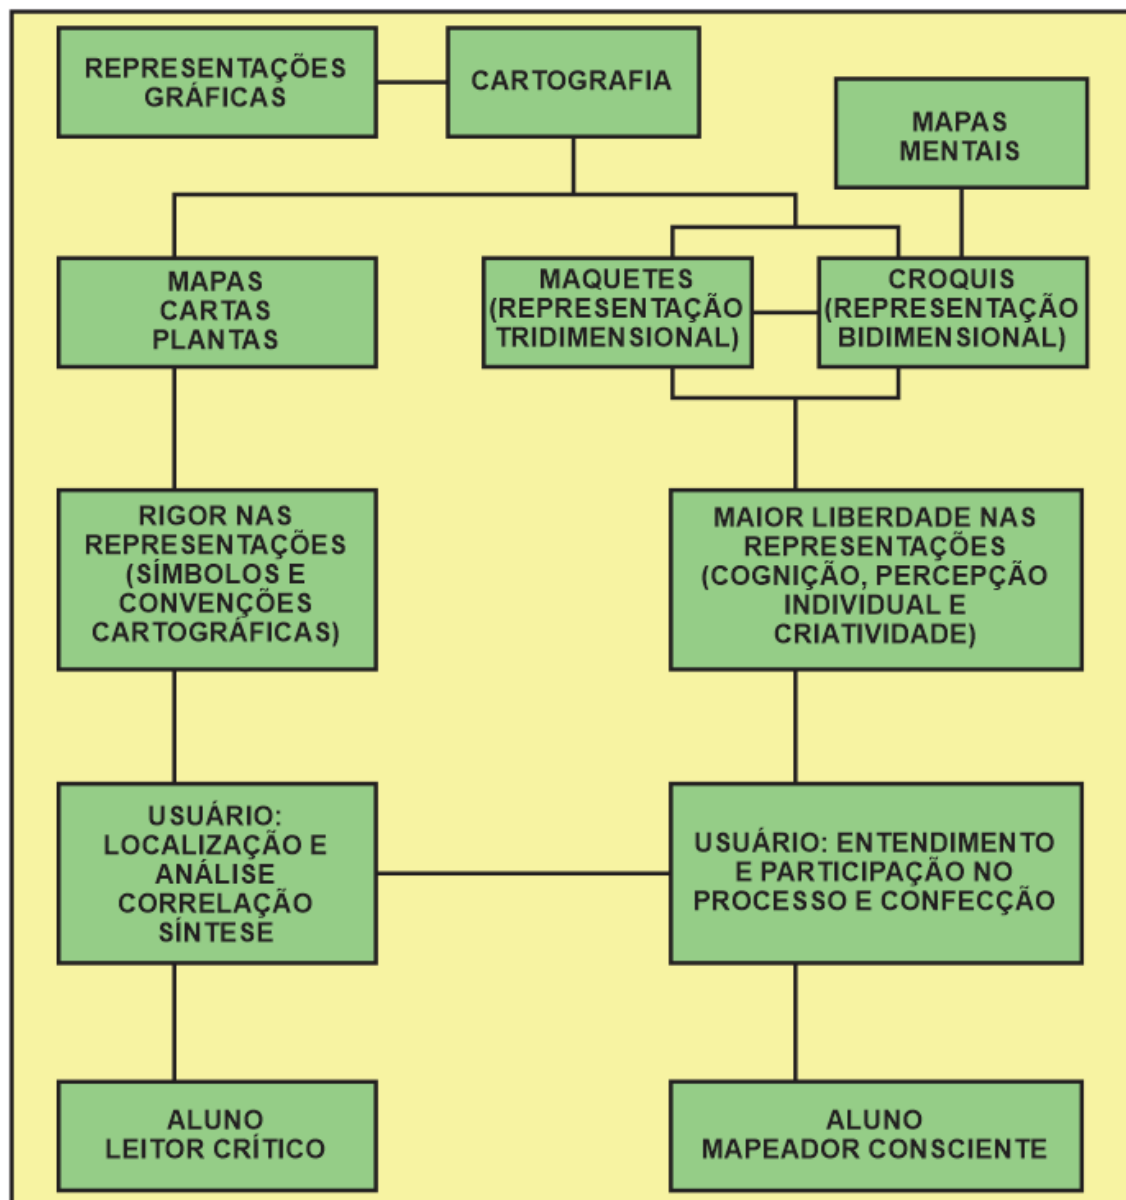 REPRESENTAÇÕES
GRÁFICAS
CARTOGRAFIA
MAPAS
MENTAIS
MAPAS
CARTAS
PLANTAS
MAQUETES
(REPRESENTAÇÃO
TRIDIMENSIONAL)
CROQUIS
(REPRESENTAÇÃO
BIDIMENSIONAL)
RIGOR NAS
REPRESENTAÇÕES
(SÍMBOLOS E
CONVENÇÕES
CARTOGRÁFICAS)
MAIOR LIBERDADE NAS
REPRESENTAÇÕES
(COGNIÇÃO, PERCEPÇÃO
INDIVIDUAL E
CRIATIVIDADE)
USUÁRIO:
LOCALIZAÇÃO E
ANÁLISE
CORRELAÇÃO
SÍNTESE
USUÁRIO: ENTENDIMENTO
E PARTICIPAÇÃO NO
PROCESSO E CONFECÇÃO
ALUNO
LEITOR CRÍTICO
ALUNO
MAPEADOR CONSCIENTE